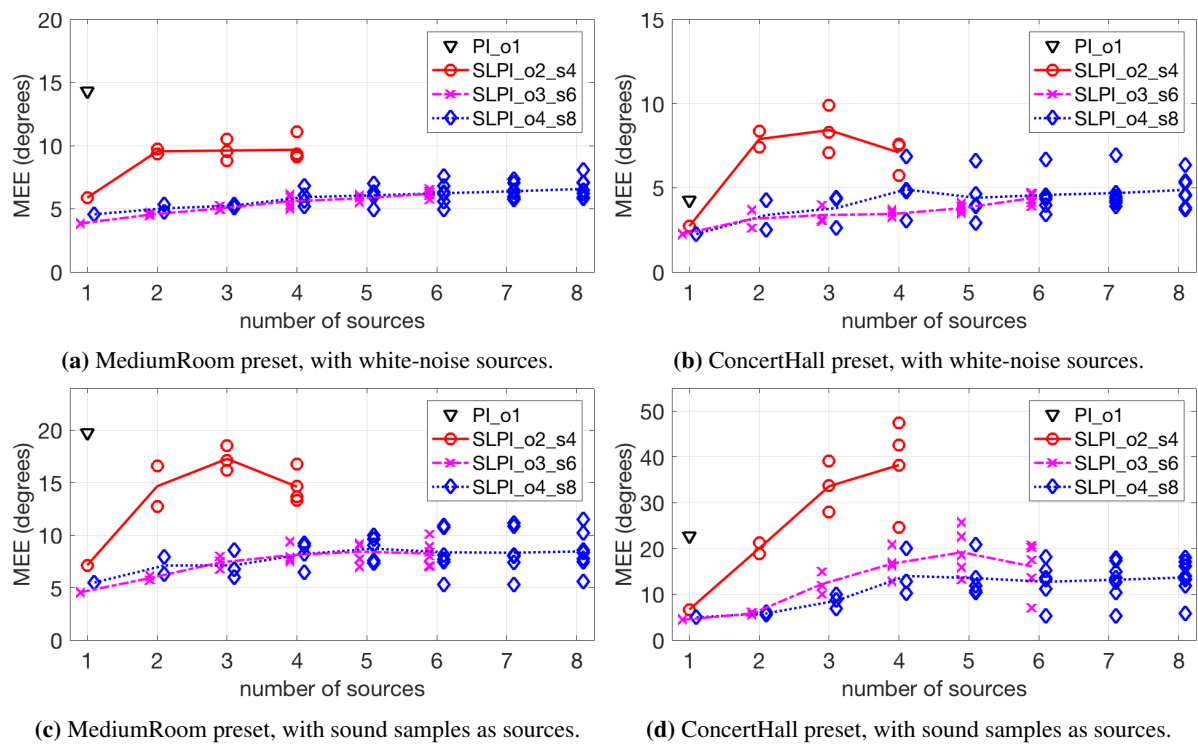 20
15
10
5
0
MEE (degrees)
1 2 3 4 5 6 7 8
number of sources
PI_o1
SLPI_o2_s4
SLPI_o3_s6
SLPI_o4_s8
(a) MediumRoom preset, with white-noise sources.
15
10
5
0
MEE (degrees)
1 2 3 4 5 6 7 8
number of sources
PI_o1
SLPI_o2_s4
SLPI_o3_s6
SLPI_o4_s8
(b) ConcertHall preset, with white-noise sources.
20
15
10
5
0
MEE (degrees)
1 2 3 4 5 6 7 8
number of sources
PI_o1
SLPI_o2_s4
SLPI_o3_s6
SLPI_o4_s8
(c) MediumRoom preset, with sound samples as sources.
50
40
30
20
10
0
MEE (degrees)
1 2 3 4 5 6 7 8
number of sources
PI_o1
SLPI_o2_s4
SLPI_o3_s6
SLPI_o4_s8
(d) ConcertHall preset, with sound samples as sources.